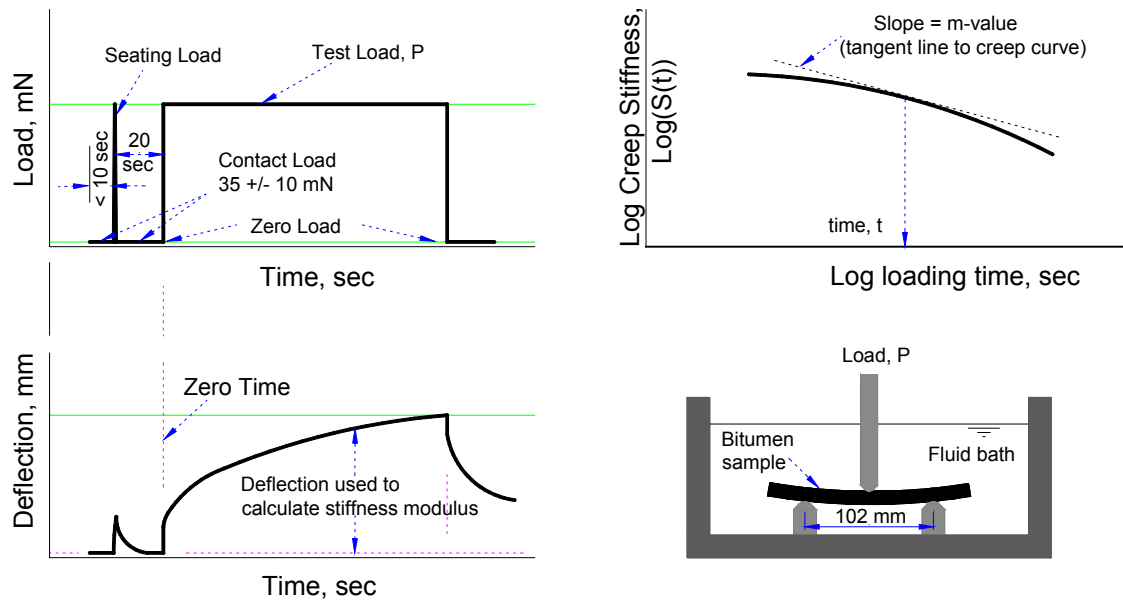 Load, mN
Seating Load
Test Load, P
< 10 sec
20
sec
Contact Load
35 +/- 10 mN
Zero Load
Time, sec
Log Creep Stiffness,
Log(S(t))
Slope = m-value
(tangent line to creep curve)
time, t
Log loading time, sec
Deflection, mm
Zero Time
Deflection used to
calculate stiffness modulus
Time, sec
Load, P
Bitumen
sample
Fluid bath
102 mm